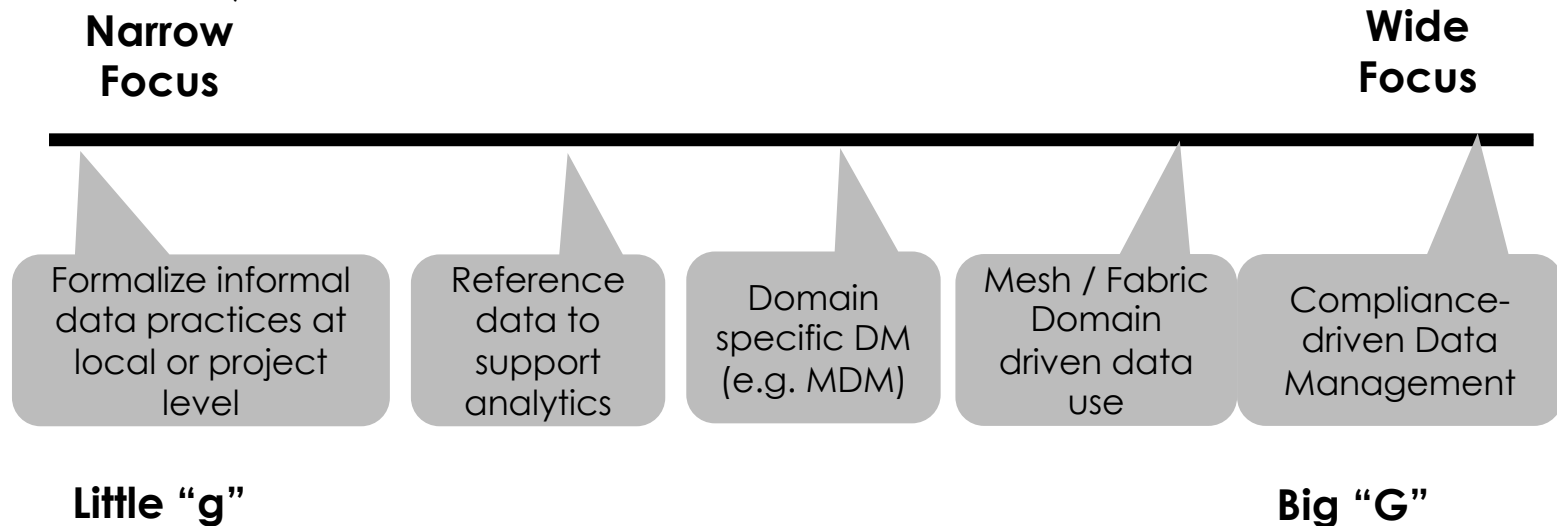 Narrow
Focus
Wide
Focus
Formalize informal
data practices at
local or project
level
Reference
data to
support
analytics
Domain
specific DM
(e.g. MDM)
Mesh / Fabric
Domain
driven data
use
Compliance-
driven Data
Management
Little “g”
Big “G”